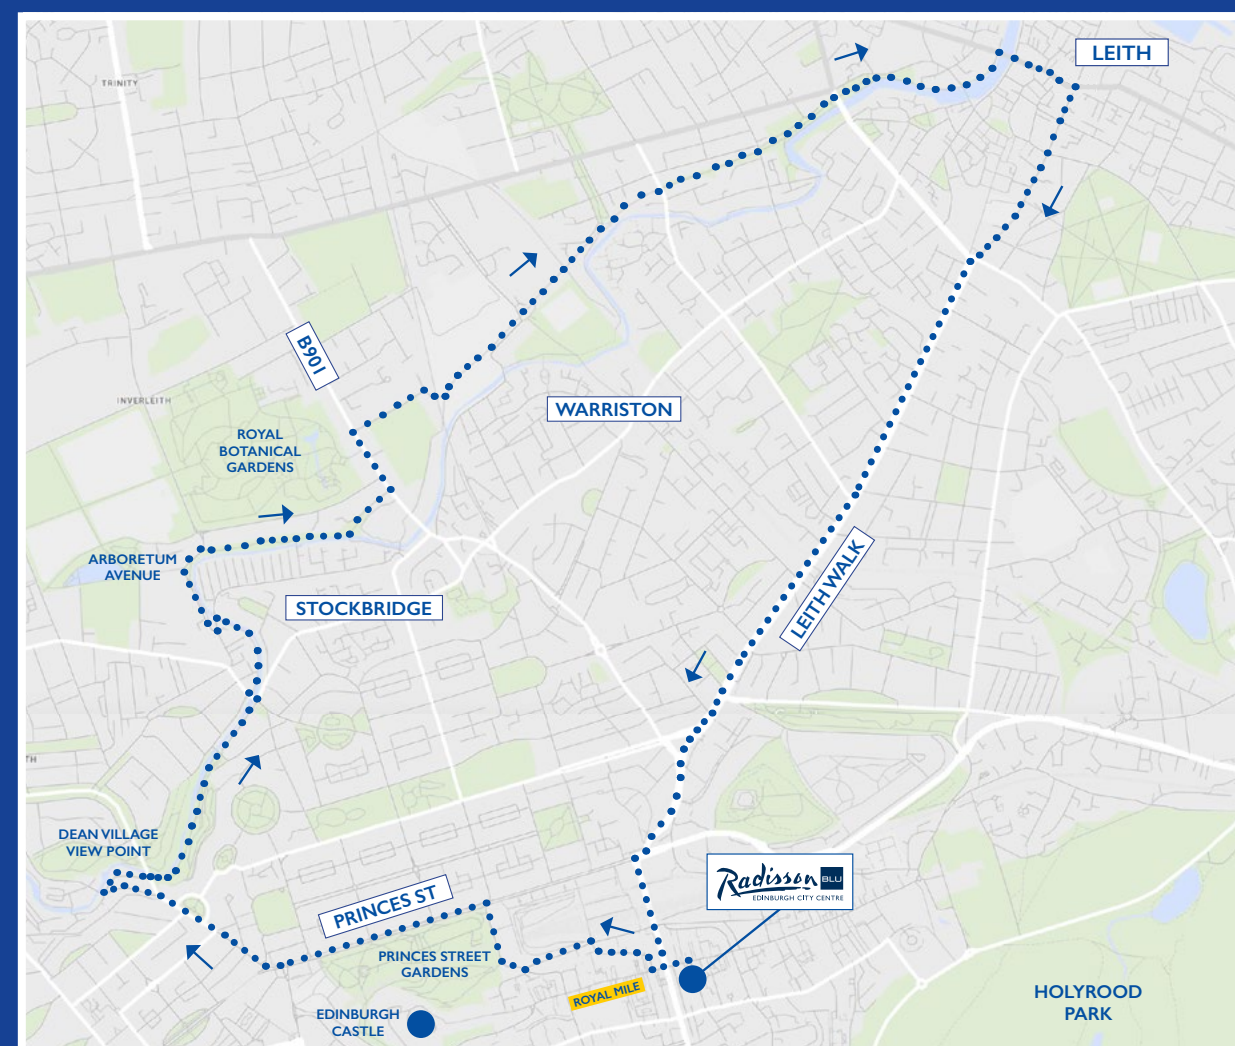 LEITH
TRINITY
B901
INVERLEITH
WARRISTON
ROYAL
BOTANICAL
GARDENS
ARBORETUM
AVENUE
STOCKBRIDGE
LEITH WALK
TH
DEAN VILLAGE
VIEW POINT
Radisson BLU
EDINBURGH CITY CENTRE
PRINCES ST
PRINCES STREET
GARDENS
ROYAL MILE
HOLYROOD
PARK
EDINBURGH
CASTLE